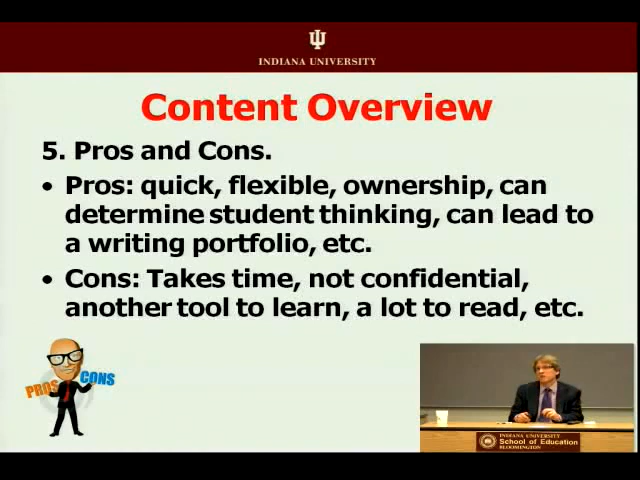 INDIANA UNIVERSITY
Content Overview
5. Pros and Cons.
• Pros: quick, flexible, ownership, can
determine student thinking, can lead to
a writing portfolio, etc.
• Cons: Takes time, not confidential,
another tool to learn, a lot to read, etc.
PROS
CONS
INDIANA UNIVERSITY
School of Education
BLOOMINGTON